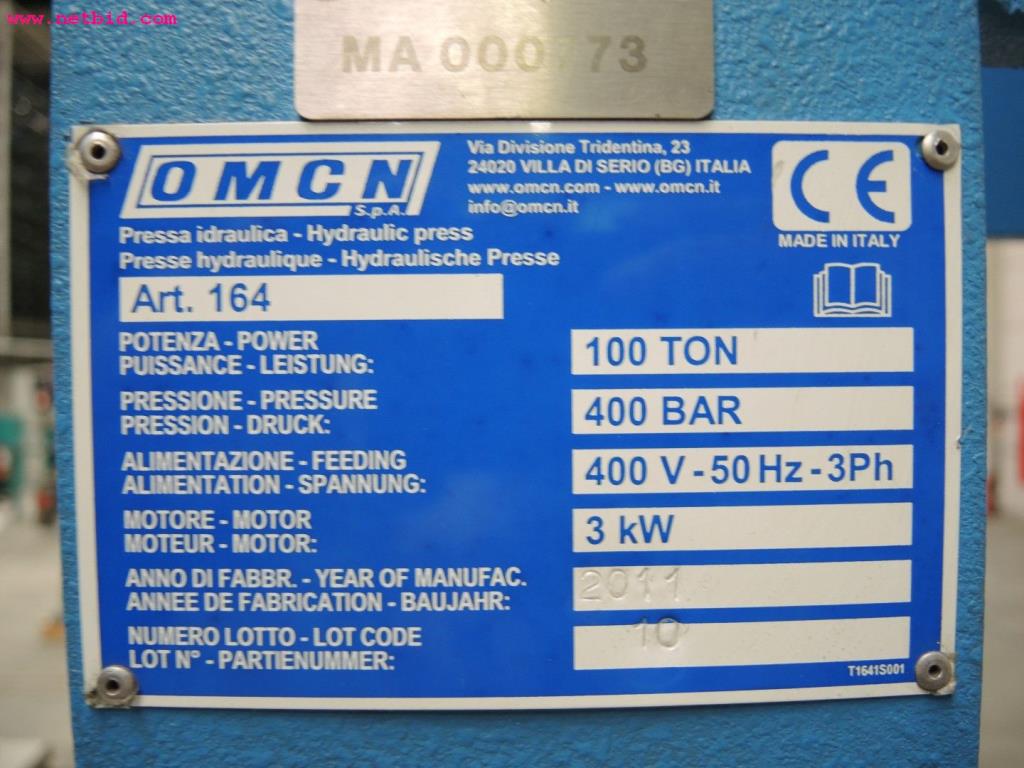 www.netbid.com
MA 000773
OMCN
S.p.A.
Via Divisione Tridentina, 23
24020 VILLA DI SERIO (BG) ITALIA
www.omcn.com - www.omcn.it
info@omcn.it
CE
MADE IN ITALY
Pressa idraulica - Hydraulic press
Presse hydraulique - Hydraulische Presse
Art. 164
POTENZA - POWER
PUISSANCE - LEISTUNG:
100 TON
PRESSIONE - PRESSURE
PRESSION - DRUCK:
400 BAR
ALIMENTAZIONE - FEEDING
ALIMENTATION - SPANNUNG:
400 V - 50 Hz - 3Ph
MOTORE - MOTOR
MOTEUR - MOTOR:
3 kW
ANNO DI FABBR. - YEAR OF MANUFAC.
ANNEE DE FABRICATION - BAUJAHR:
2011
NUMERO LOTTO - LOT CODE
LOT N° - PARTIENUMMER:
10
T1641S001